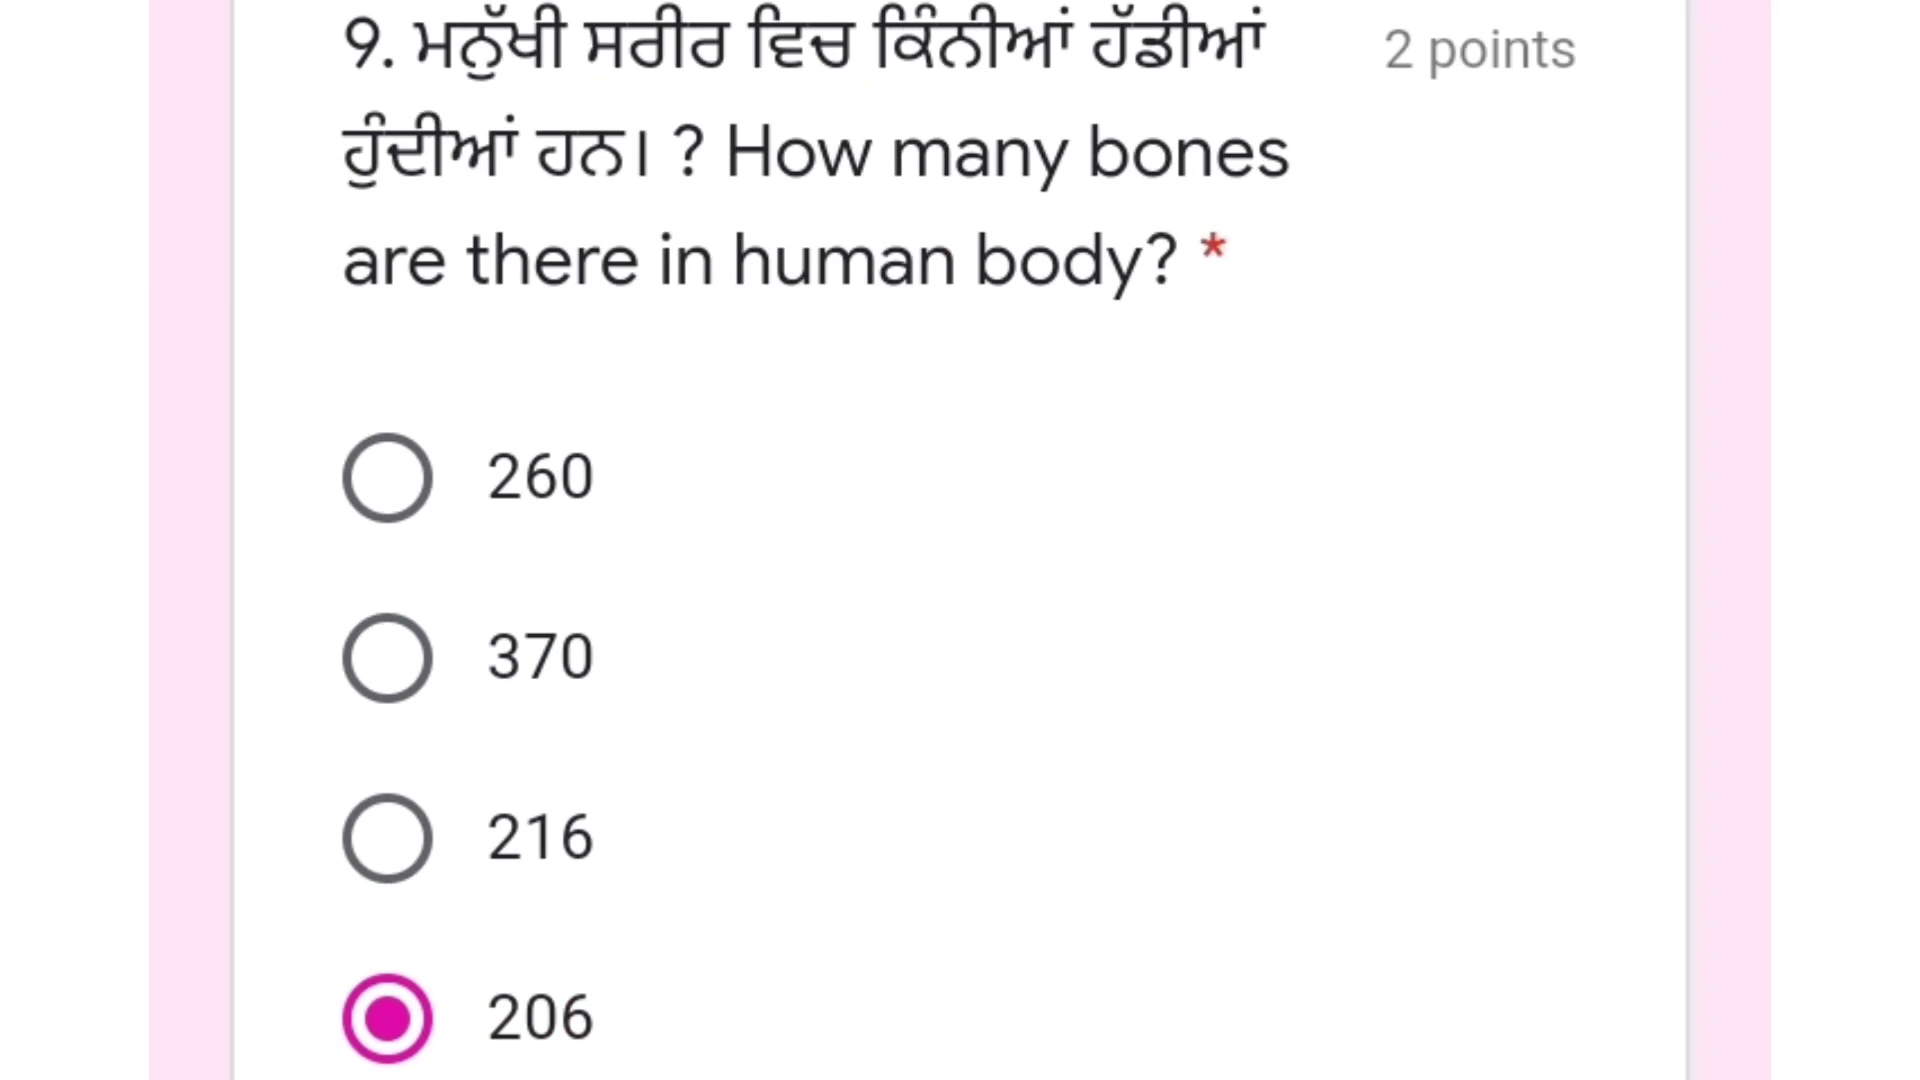 9. ਮਨੁੱਖੀ ਸਰੀਰ ਵਿਚ ਕਿੰਨੀਆਂ ਹੱਡੀਆਂ 2 points
ਹੁੰਦੀਆਂ ਹਨ। ? How many bones
are there in human body? *
260
370
216
206